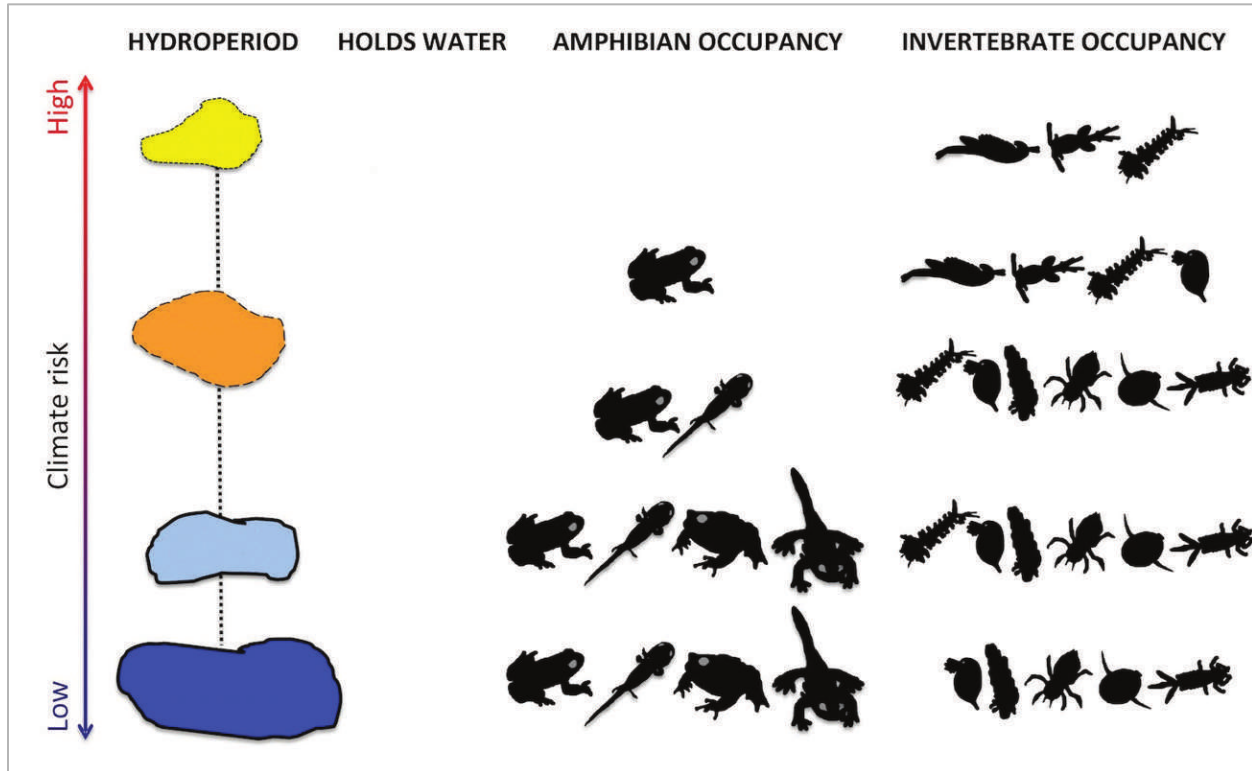 HYDROPERIOD HOLDS WATER AMPHIBIAN OCCUPANCY INVERTEBRATE OCCUPANCY
High
Climate risk
Low